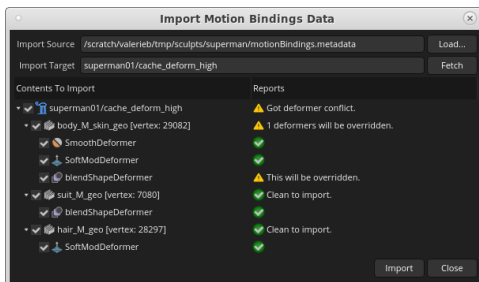 Import Motion Bindings Data
Import Source /scratch/valerieb/tmp/sculpts/superman/motionBindings.metadata Load...
Import Target superman01/cache_deform_high Fetch
Contents To Import Reports
superman01/cache_deform_high Got deformer conflict.
body_M_skin_geo [vertex: 29082] 1 deformers will be overridden.
SmoothDeformer
SoftModDeformer
blendShapeDeformer This will be overridden.
suit_M_geo [vertex: 7080] Clean to import.
blendShapeDeformer
hair_M_geo [vertex: 28297] Clean to import.
SoftModDeformer
Import Close